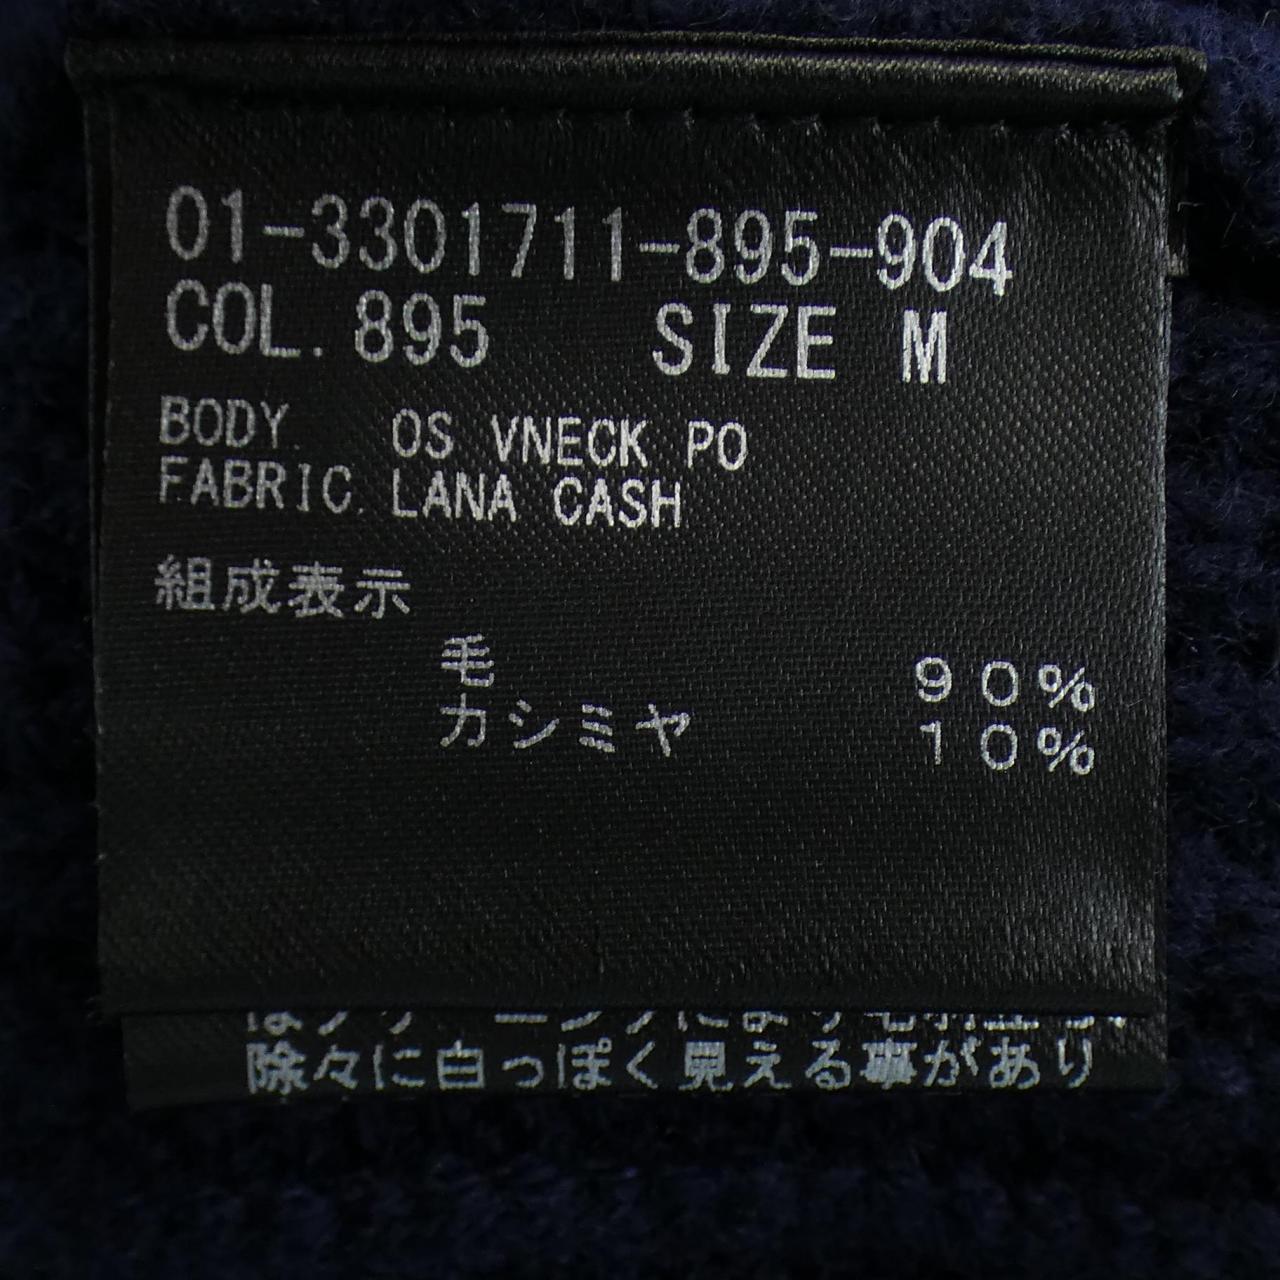 01-3301711-895-904
COL. 895 SIZE M
BODY. OS VNECK PO
FABRIC. LANA CASH
組成表示
毛 90%
カシミヤ 10%
除々に白っぽく見える事があり